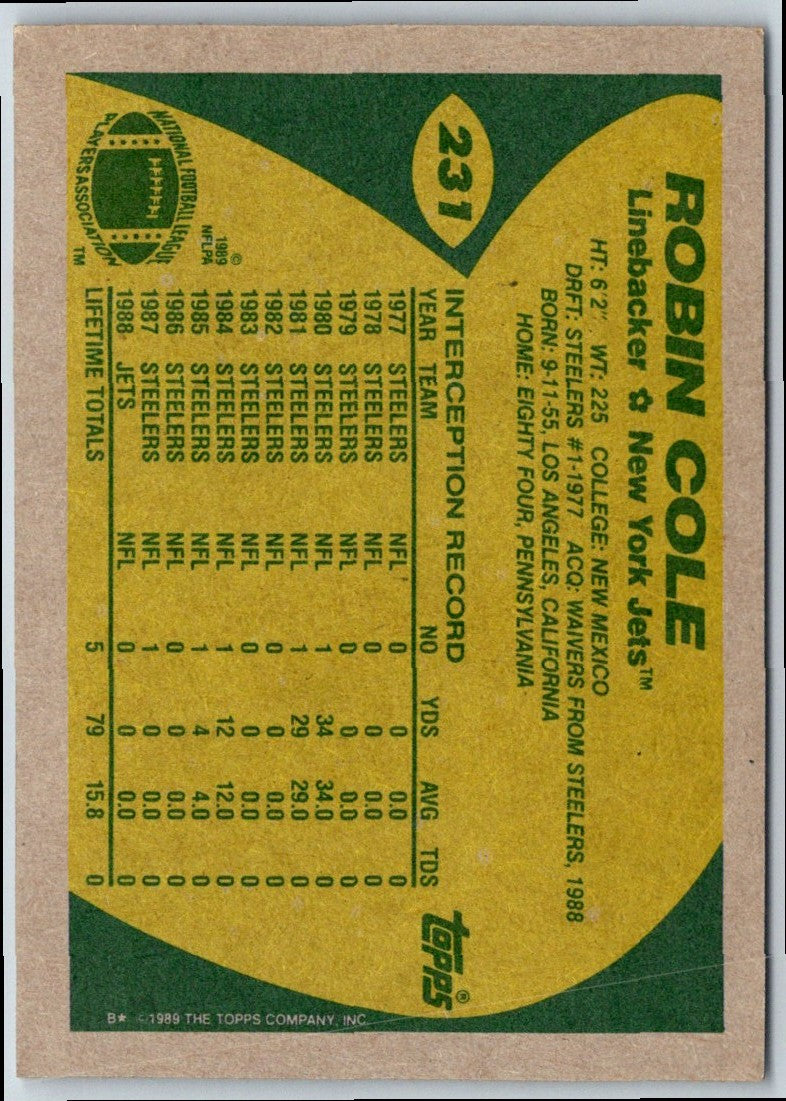 231
ROBIN COLE
Linebacker ✩ New York Jets™
HT: 6'2" WT: 225 COLLEGE: NEW MEXICO
DRFT: STEELERS #1-1977 ACQ: WAIVERS FROM STEELERS, 1988
BORN: 9-11-55, LOS ANGELES, CALIFORNIA
HOME: EIGHTY FOUR, PENNSYLVANIA
INTERCEPTION RECORD
YEAR TEAM NO YDS AVG TDS
1977 STEELERS NFL 0 0 0.0 0
1978 STEELERS NFL 0 0 0.0 0
1979 STEELERS NFL 0 0 0.0 0
1980 STEELERS NFL 1 34 34.0 0
1981 STEELERS NFL 1 29 29.0 0
1982 STEELERS NFL 0 0 0.0 0
1983 STEELERS NFL 0 0 0.0 0
1984 STEELERS NFL 1 12 12.0 0
1985 STEELERS NFL 1 4 4.0 0
1986 STEELERS NFL 0 0 0.0 0
1987 STEELERS NFL 1 0 0.0 0
1988 JETS NFL 0 0 0.0 0
LIFETIME TOTALS 5 79 15.8 0
NATIONAL FOOTBALL LEAGUE
PLAYERS ASSOCIATION
™
©
1989
NFLPA
topps®
B* ©1989 THE TOPPS COMPANY, INC.